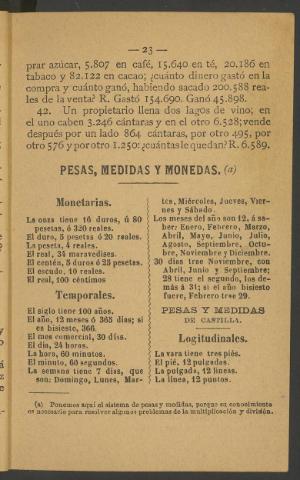 — 23 —
prar azúcar, 5.807 en café, 15.640 en té, 20.186 en
tabaco y 82.122 en cacao; ¿cuánto dinero gastó en la
compra y cuánto ganó, habiendo sacado 200.588 rea-
les de la venta? R. Gastó 154.690. Ganó 45.898.
42. Un propietario llena dos lagos de vino; en
el uno caben 3.246 cántaras y en el otro 6.528; vende
después por un lado 864 cántaras, por otro 495, por
otro 576 y por otro 1.250: ¿cuántas le quedan? R. 6.589.
PESAS, MEDIDAS Y MONEDAS. (a)
Monetarias.
La onza tiene 16 duros, ú 80
pesetas, ó 320 reales.
El duro, 5 pesetas ó 20 reales.
La peseta, 4 reales.
El real, 34 maravedises.
El centén, 5 duros ó 25 pesetas.
El escudo, 10 reales.
El real, 100 céntimos
Temporales.
El siglo tiene 100 años.
El año, 12 meses ó 365 días; si
es bisiesto, 366.
El mes comercial, 30 días.
El día, 24 horas.
La hora, 60 minutos.
El minuto, 60 segundos.
La semana tiene 7 días, que
son: Domingo, Lunes, Mar-
tes, Miércoles, Jueves, Vier-
nes y Sábado.
Los meses del año son 12, á sa-
ber: Enero, Febrero, Marzo,
Abril, Mayo, Junio, Julio,
Agosto, Septiembre, Octu-
bre, Noviembre y Diciembre.
30 días trae Noviembre, con
Abril, Junio y Septiembre;
28 tiene el segundo, los de-
más á 31; si el año bisiesto
fuere, Febrero trae 29.
PESAS Y MEDIDAS
DE CASTILLA.
Logitudinales.
La vara tiene tres piés.
El pié, 12 pulgadas.
La pulgada, 12 líneas.
La línea, 12 puntos.
(a) Ponemos aquí el sistema de pesas y medidas, porque su conocimiento
es necesario para resolver algunos problemas de la multiplicación y división.